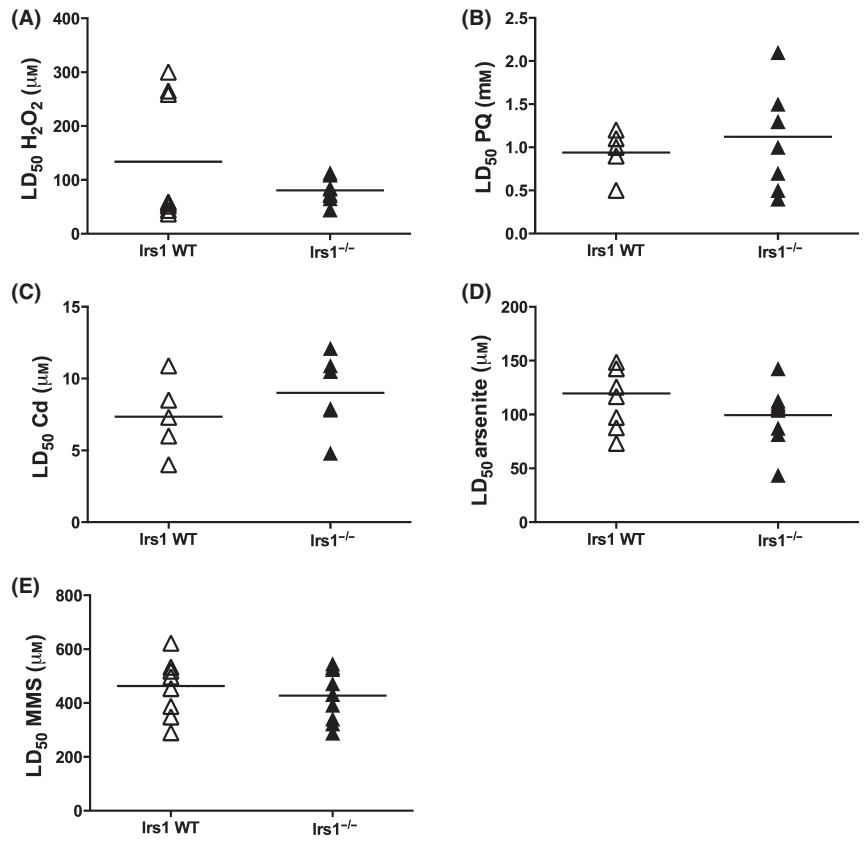 (A)
400
300
200
100
0
LD50 H2O2 (μM)
Irs1 WT
Irs1−/−
(B)
2.5
2.0
1.5
1.0
0.5
0.0
LD50 PQ (mM)
Irs1 WT
Irs1−/−
(C)
15
10
5
0
LD50 Cd (μM)
Irs1 WT
Irs1−/−
(D)
200
150
100
50
0
LD50 arsenite (μM)
Irs1 WT
Irs1−/−
(E)
800
600
400
200
0
LD50 MMS (μM)
Irs1 WT
Irs1−/−